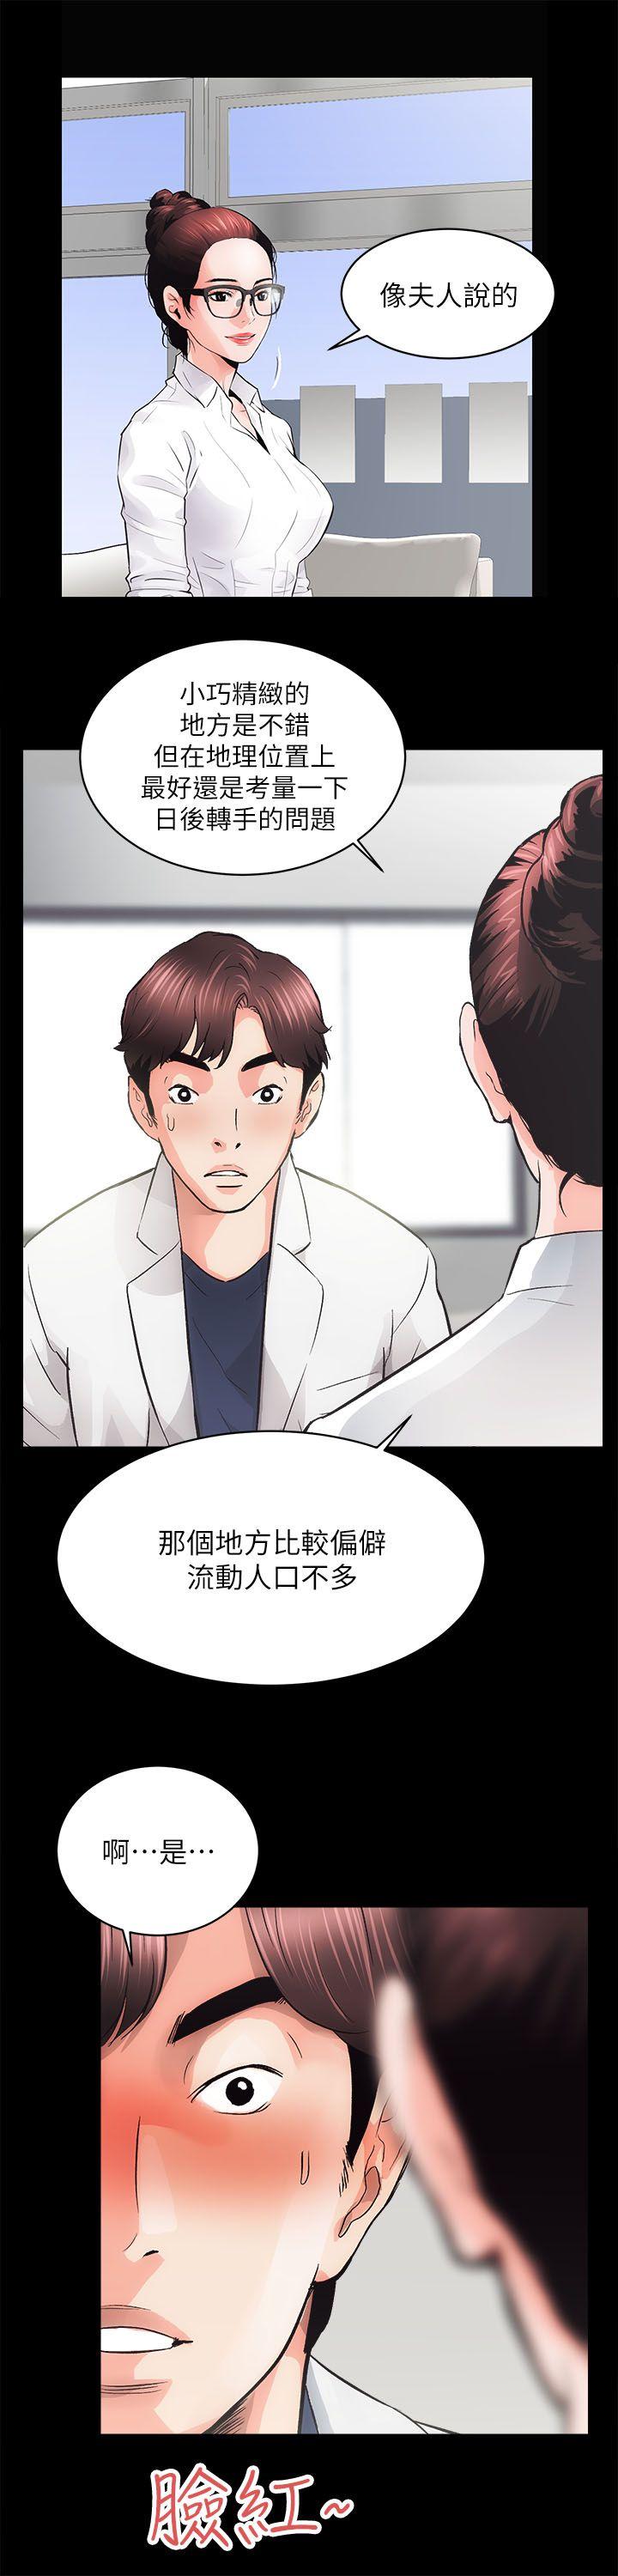 像夫人說的
小巧精緻的
地方是不錯
但在地理位置上
最好還是考量一下
日後轉手的問題
那個地方比較偏僻
流動人口不多
啊⋯是⋯
臉紅~